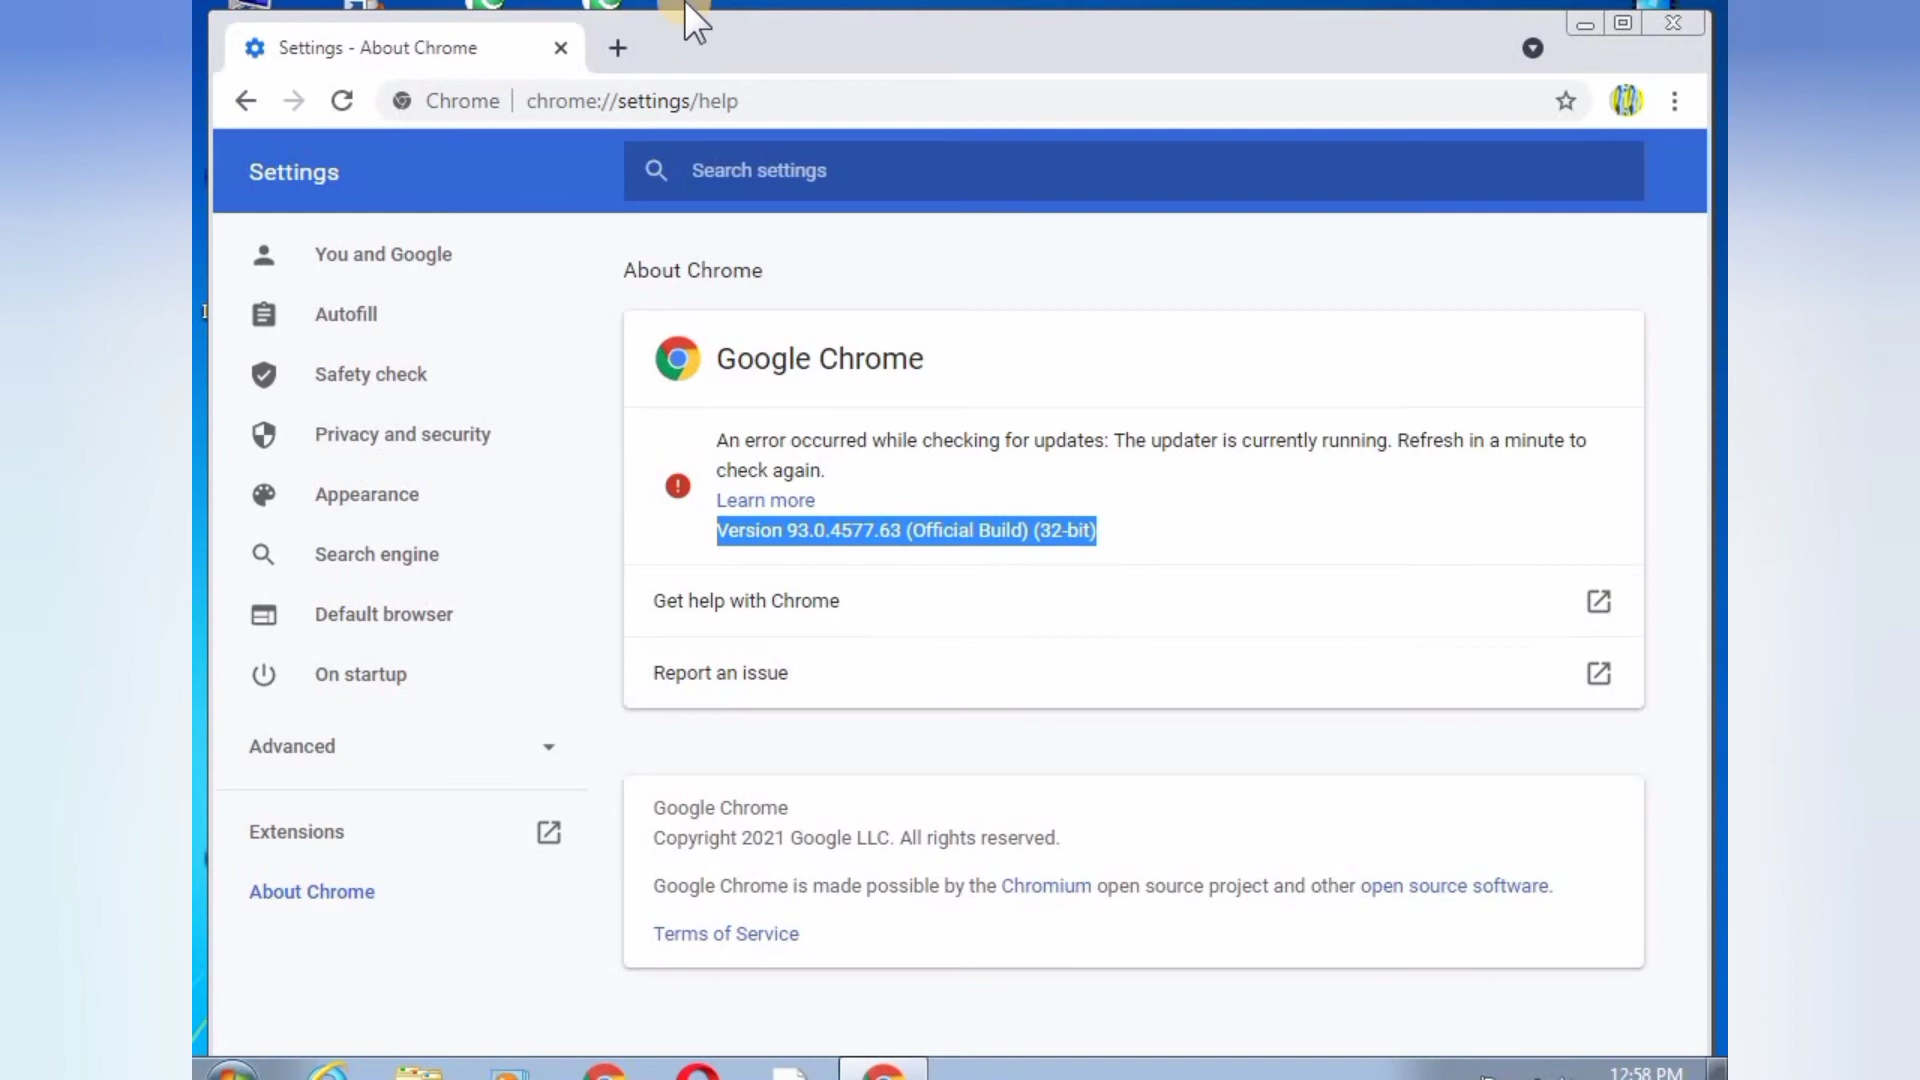 Settings - About Chrome
Chrome chrome://settings/help
Settings
Search settings
You and Google
Autofill
Safety check
Privacy and security
Appearance
Search engine
Default browser
On startup
Advanced
Extensions
About Chrome
About Chrome
Google Chrome
An error occurred while checking for updates: The updater is currently running. Refresh in a minute to
check again.
Learn more
Version 93.0.4577.63 (Official Build) (32-bit)
Get help with Chrome
Report an issue
Google Chrome
Copyright 2021 Google LLC. All rights reserved.
Google Chrome is made possible by the Chromium open source project and other open source software.
Terms of Service
12:58 PM